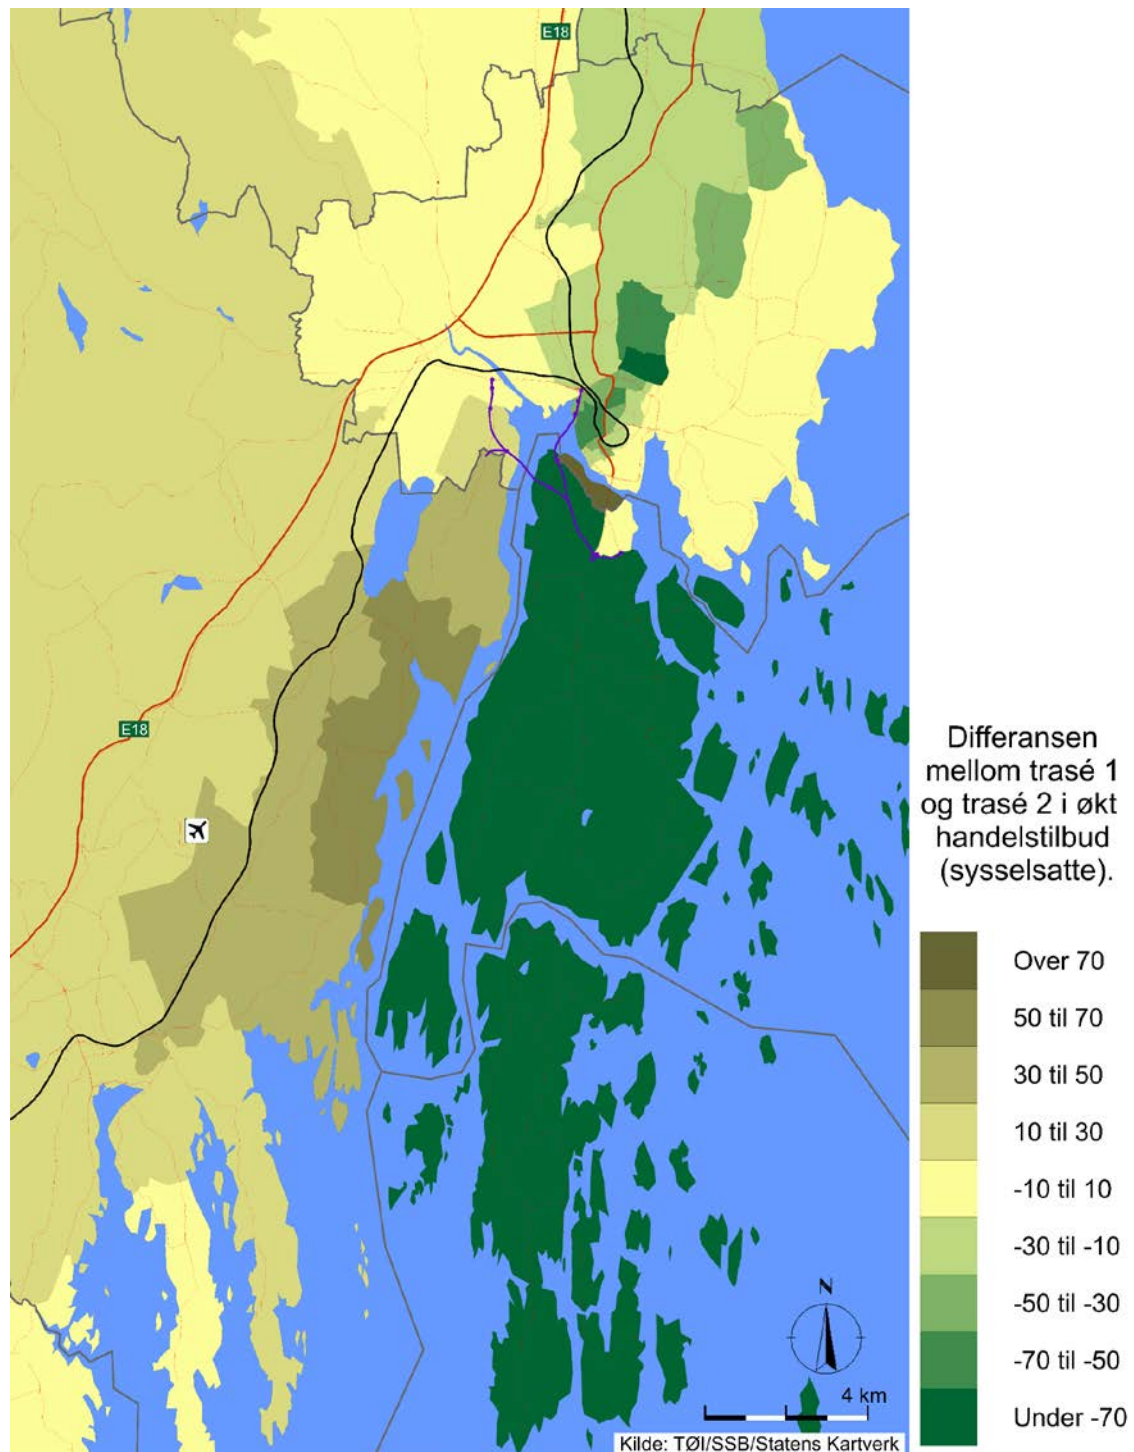 E18
E18
Differansen
mellom trasé 1
og trasé 2 i økt
handelstilbud
(sysselsatte).
Over 70
50 til 70
30 til 50
10 til 30
-10 til 10
-30 til -10
-50 til -30
-70 til -50
Under -70
N
4 km
Kilde: TØI/SSB/Statens Kartverk